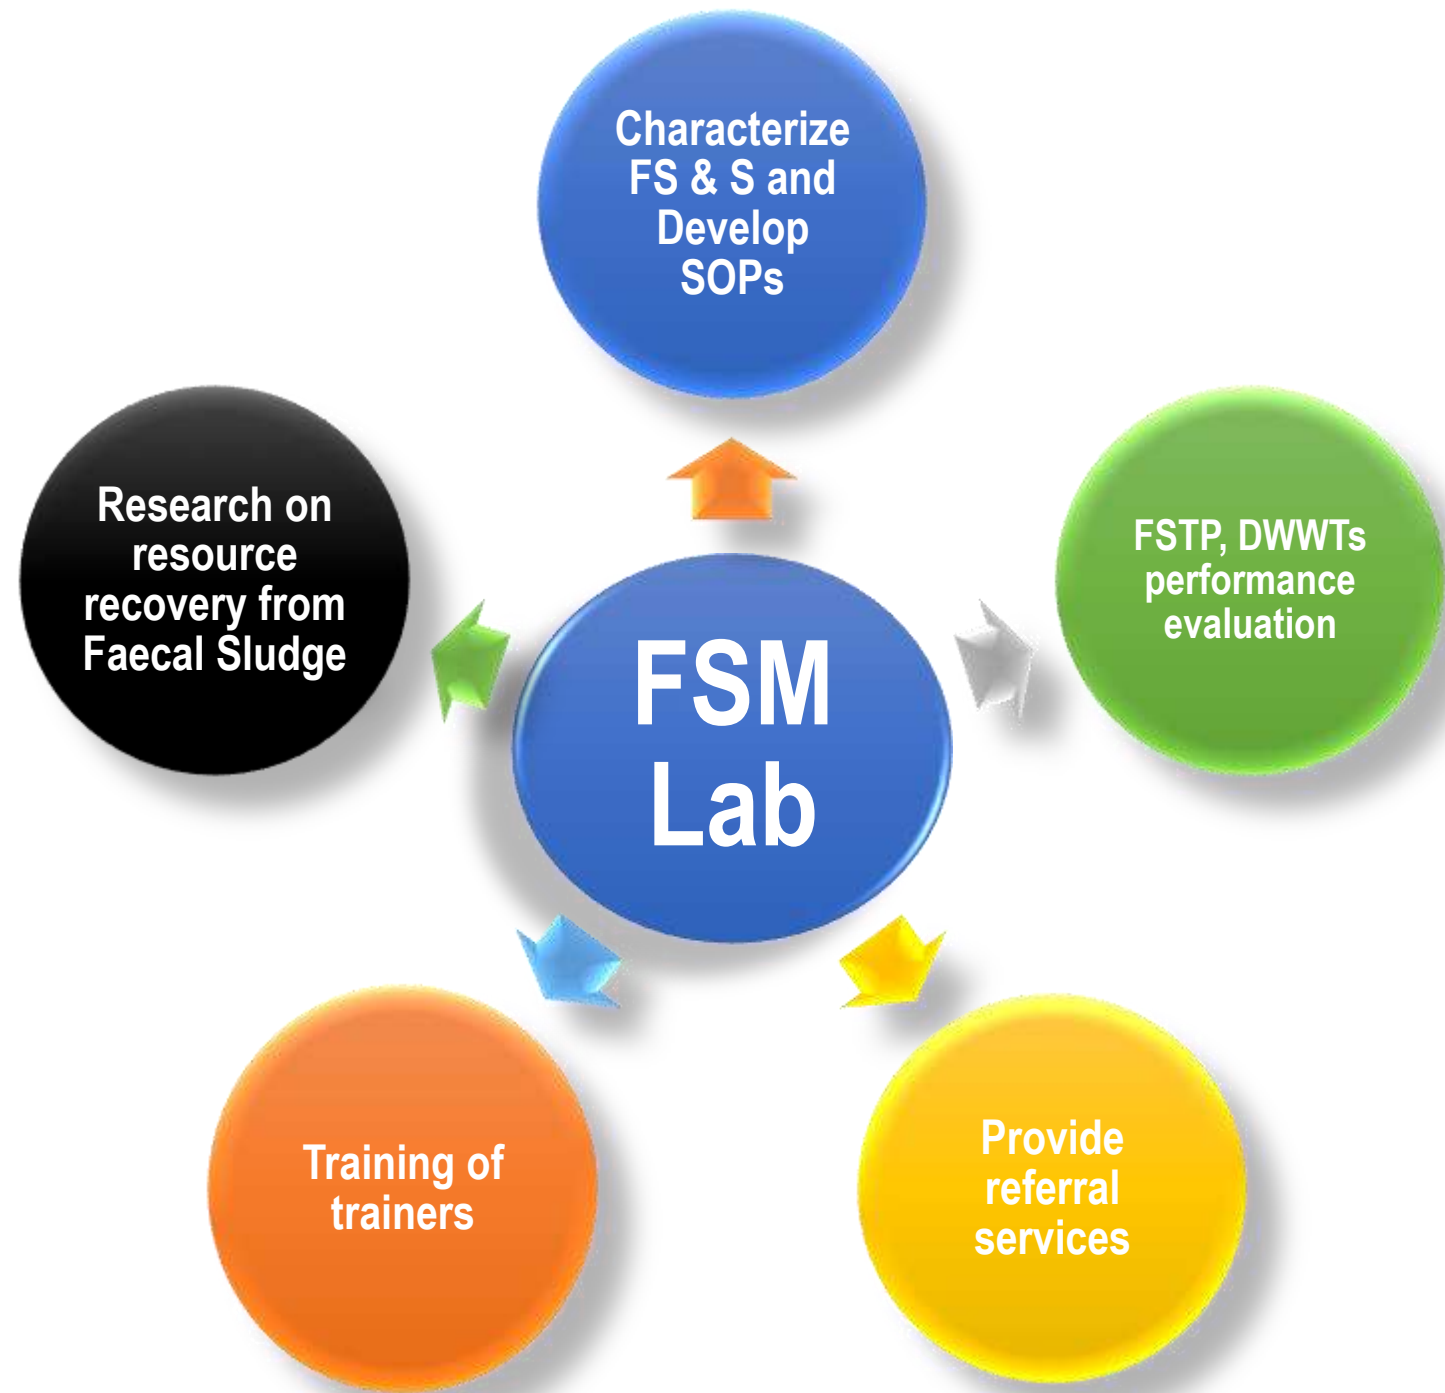 Characterize
FS & S and
Develop
SOPs
FSTP, DWWTs
performance
evaluation
Provide
referral
services
Training of
trainers
Research on
resource
recovery from
Faecal Sludge
FSM
Lab